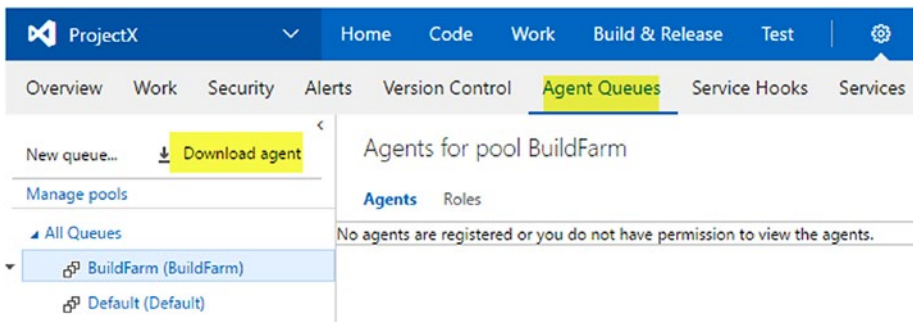 ProjectX Home Code Work Build & Release Test
Overview Work Security Alerts Version Control Agent Queues Service Hooks Services
New queue... Download agent
Manage pools
All Queues
BuildFarm (BuildFarm)
Default (Default)
Agents for pool BuildFarm
Agents Roles
No agents are registered or you do not have permission to view the agents.